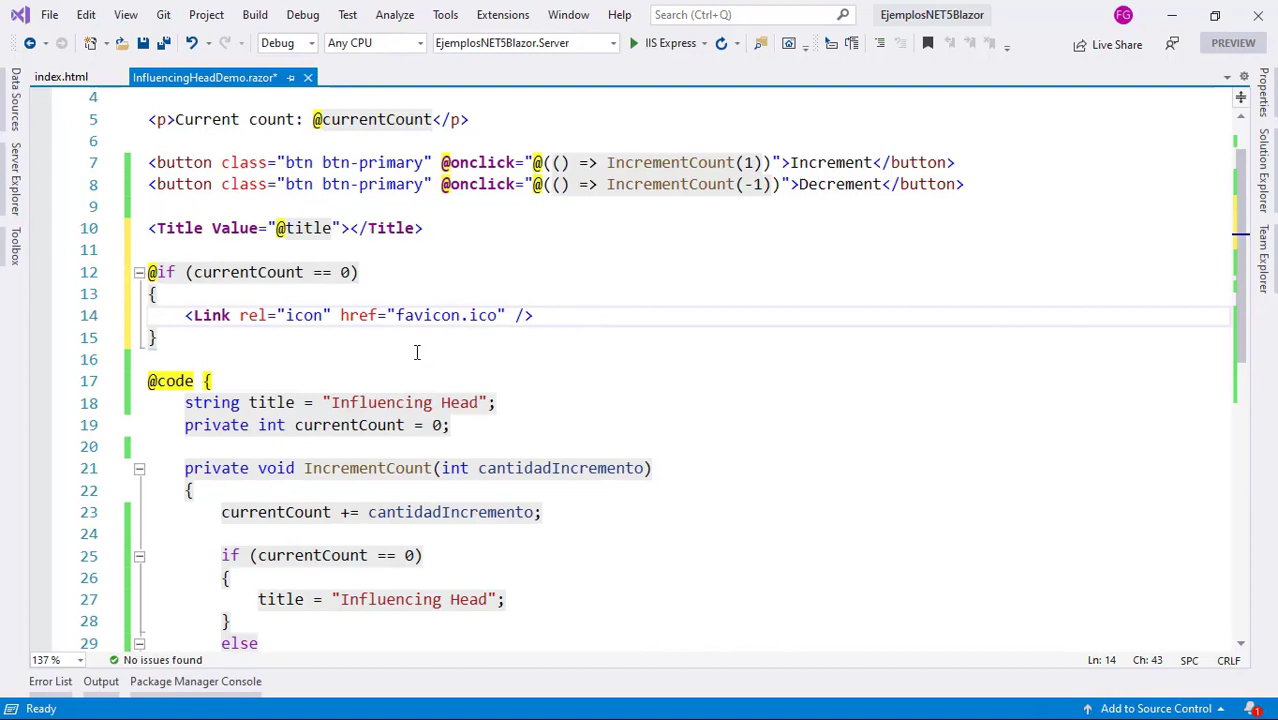 File Edit View Git Project Build Debug Test Analyze Tools Extensions Window Help Search (Ctrl+Q) EjemplosNET5Blazor FG
Debug Any CPU EjemplosNET5Blazor.Server IIS Express Live Share PREVIEW
index.html InfluencingHeadDemo.razor*
Data Sources
Server Explorer
Toolbox
4
5 <p>Current count: @currentCount</p>
6
7 <button class="btn btn-primary" @onclick="@(() => IncrementCount(1))">Increment</button>
8 <button class="btn btn-primary" @onclick="@(() => IncrementCount(-1))">Decrement</button>
9
10 <Title Value="@title"></Title>
11
12 @if (currentCount == 0)
13 {
14 <Link rel="icon" href="favicon.ico" />
15 }
16
17 @code {
18 string title = "Influencing Head";
19 private int currentCount = 0;
20
21 private void IncrementCount(int cantidadIncremento)
22 {
23 currentCount += cantidadIncremento;
24
25 if (currentCount == 0)
26 {
27 title = "Influencing Head";
28 }
29 else
Properties
Solution Explorer
Team Explorer
137 % No issues found Ln: 14 Ch: 43 SPC CRLF
Error List Output Package Manager Console
Ready Add to Source Control 1